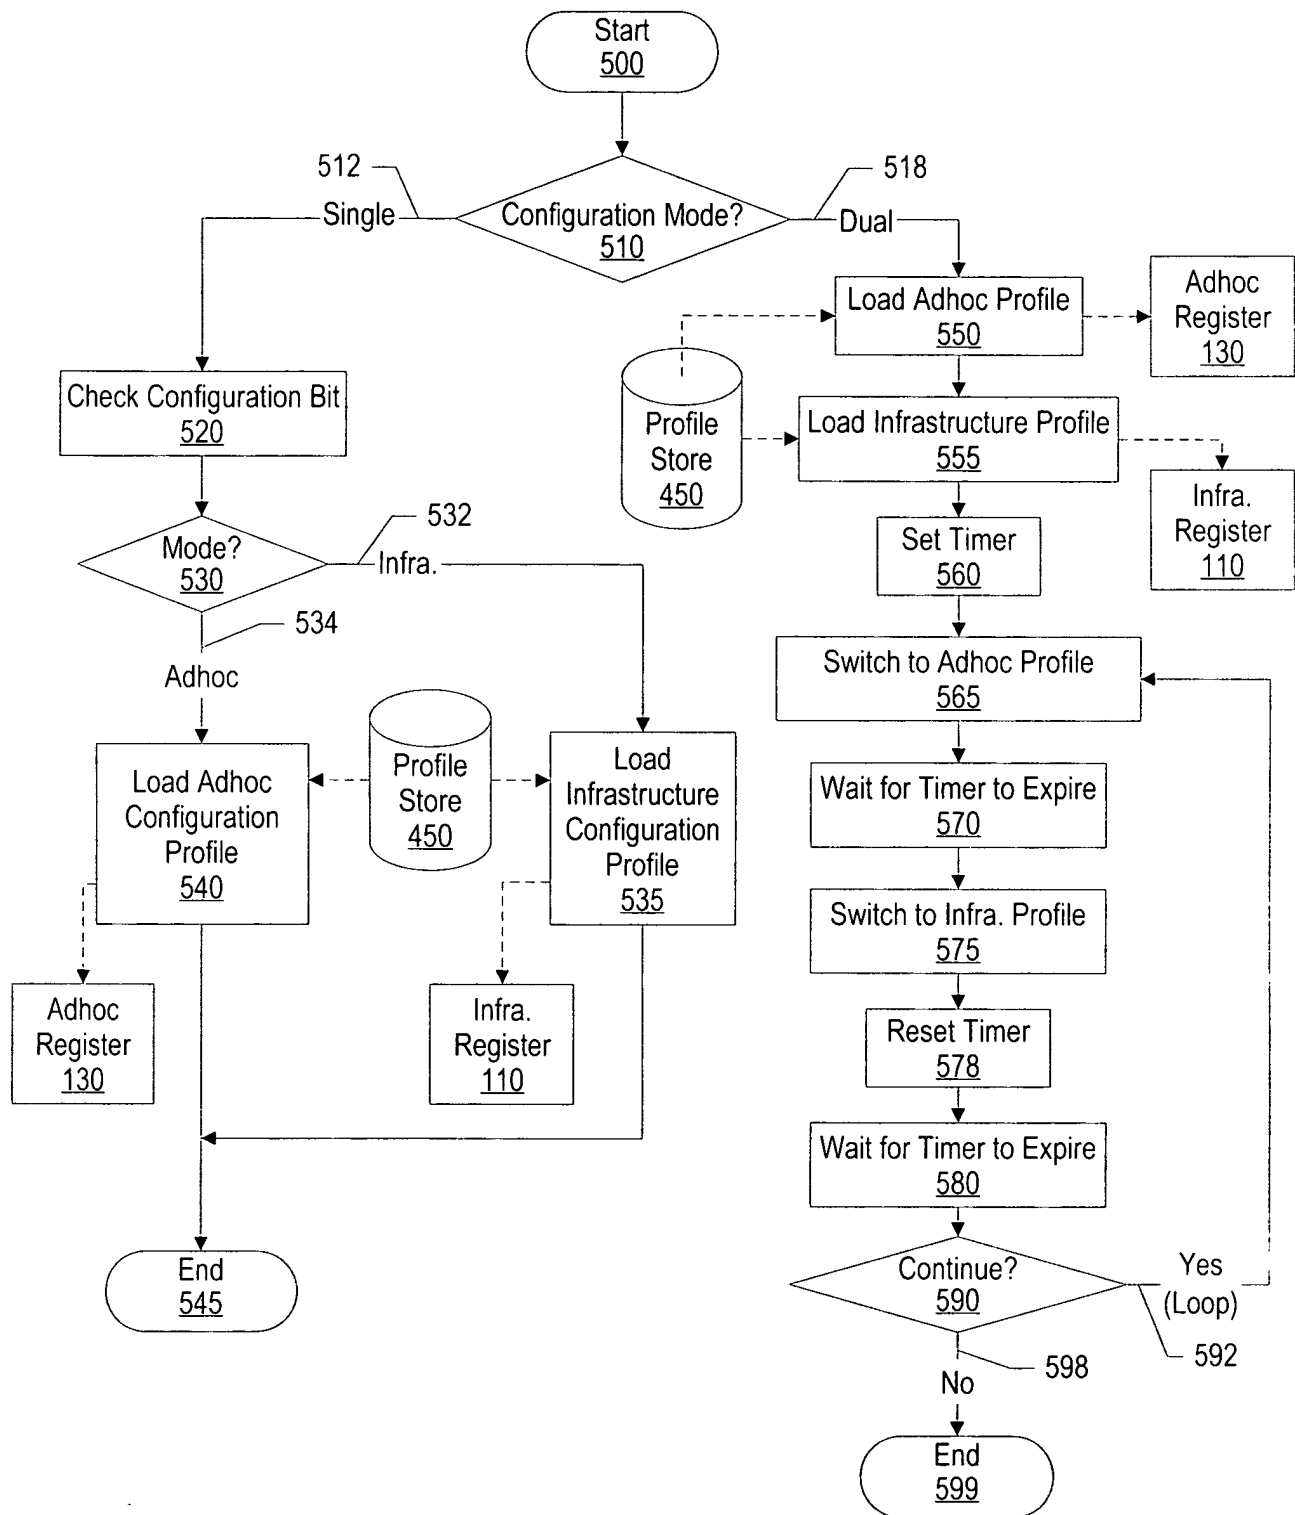 Start
500
512
518
Single
Configuration Mode?
510
Dual
Load Adhoc Profile
550
Adhoc
Register
130
Check Configuration Bit
520
Profile
Store
450
Load Infrastructure Profile
555
Infra.
Register
110
Set Timer
560
Mode?
530
532
Infra.
534
Adhoc
Switch to Adhoc Profile
565
Load Adhoc
Configuration
Profile
540
Profile
Store
450
Load
Infrastructure
Configuration
Profile
535
Wait for Timer to Expire
570
Switch to Infra. Profile
575
Adhoc
Register
130
Infra.
Register
110
Reset Timer
578
Wait for Timer to Expire
580
End
545
Continue?
590
Yes
(Loop)
592
598
No
End
599